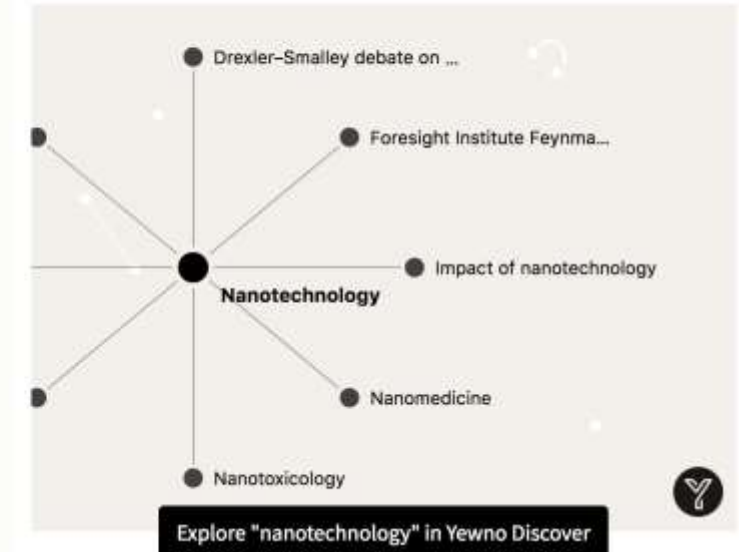 Drexler–Smalley debate on ...
Foresight Institute Feynma...
Impact of nanotechnology
Nanotechnology
Nanomedicine
Nanotoxicology
Explore "nanotechnology" in Yewno Discover